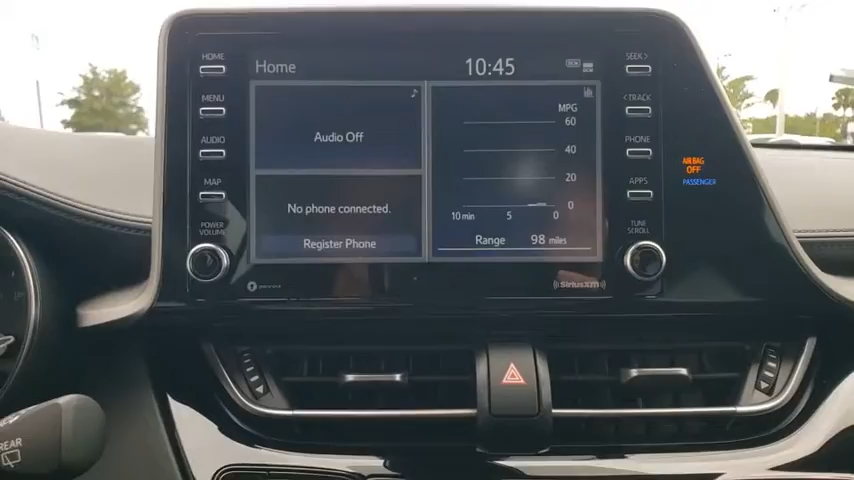 HOME
MENU
AUDIO
MAP
POWER
VOLUME
Home
10:45
DCM
Audio Off
No phone connected.
Register Phone
MPG
60
40
20
0
10 min 5 0
Range 98 miles
SiriusXM
SEEK >
< TRACK
PHONE
APPS
TUNE
SCROLL
AIRBAG
OFF
PASSENGER
REAR